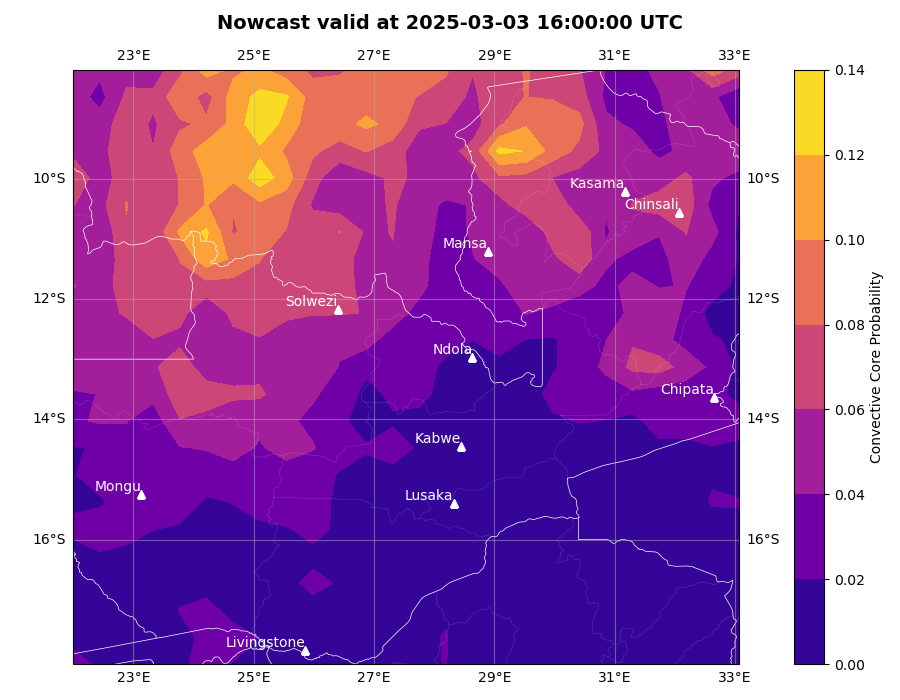 Nowcast valid at 2025-03-03 16:00:00 UTC
23°E 25°E 27°E 29°E 31°E 33°E
0.14
0.12
10°S Kasama 10°S
Chinsali
0.10
Mansa
12°S Solwezi 12°S
0.08
Ndola
Chipata
0.06
14°S 14°S
Kabwe
Mongu
Lusaka
0.04
16°S 16°S
0.02
Livingstone
0.00
23°E 25°E 27°E 29°E 31°E 33°E
Convective Core Probability